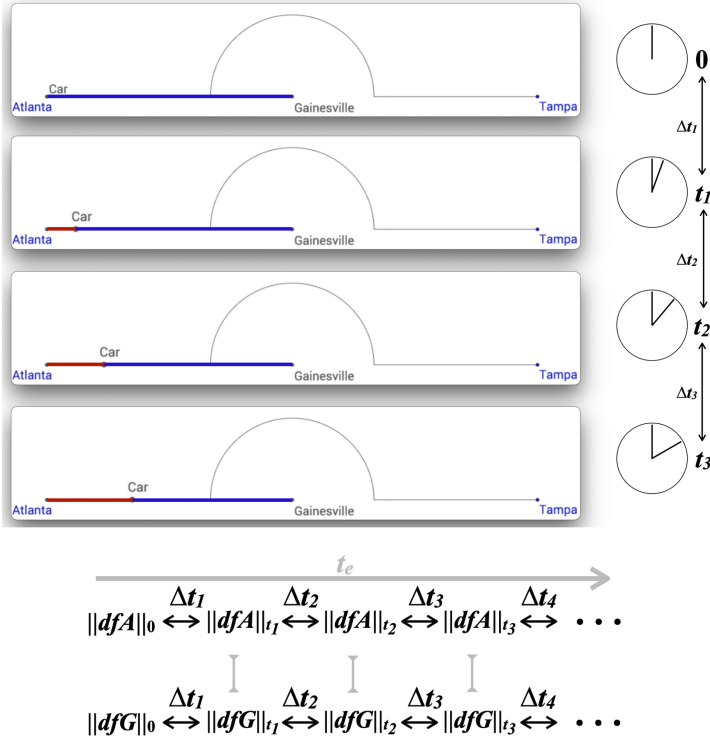 Car
Atlanta Gainesville Tampa
0
Δt1
Car
Atlanta Gainesville Tampa
t1
Δt2
Car
Atlanta Gainesville Tampa
t2
Δt3
Car
Atlanta Gainesville Tampa
t3
te
Δt1 Δt2 Δt3 Δt4
||dfA||0 ↔ ||dfA||t1 ↔ ||dfA||t2 ↔ ||dfA||t3 ↔ • • •
Δt1 Δt2 Δt3 Δt4
||dfG||0 ↔ ||dfG||t1 ↔ ||dfG||t2 ↔ ||dfG||t3 ↔ • • •